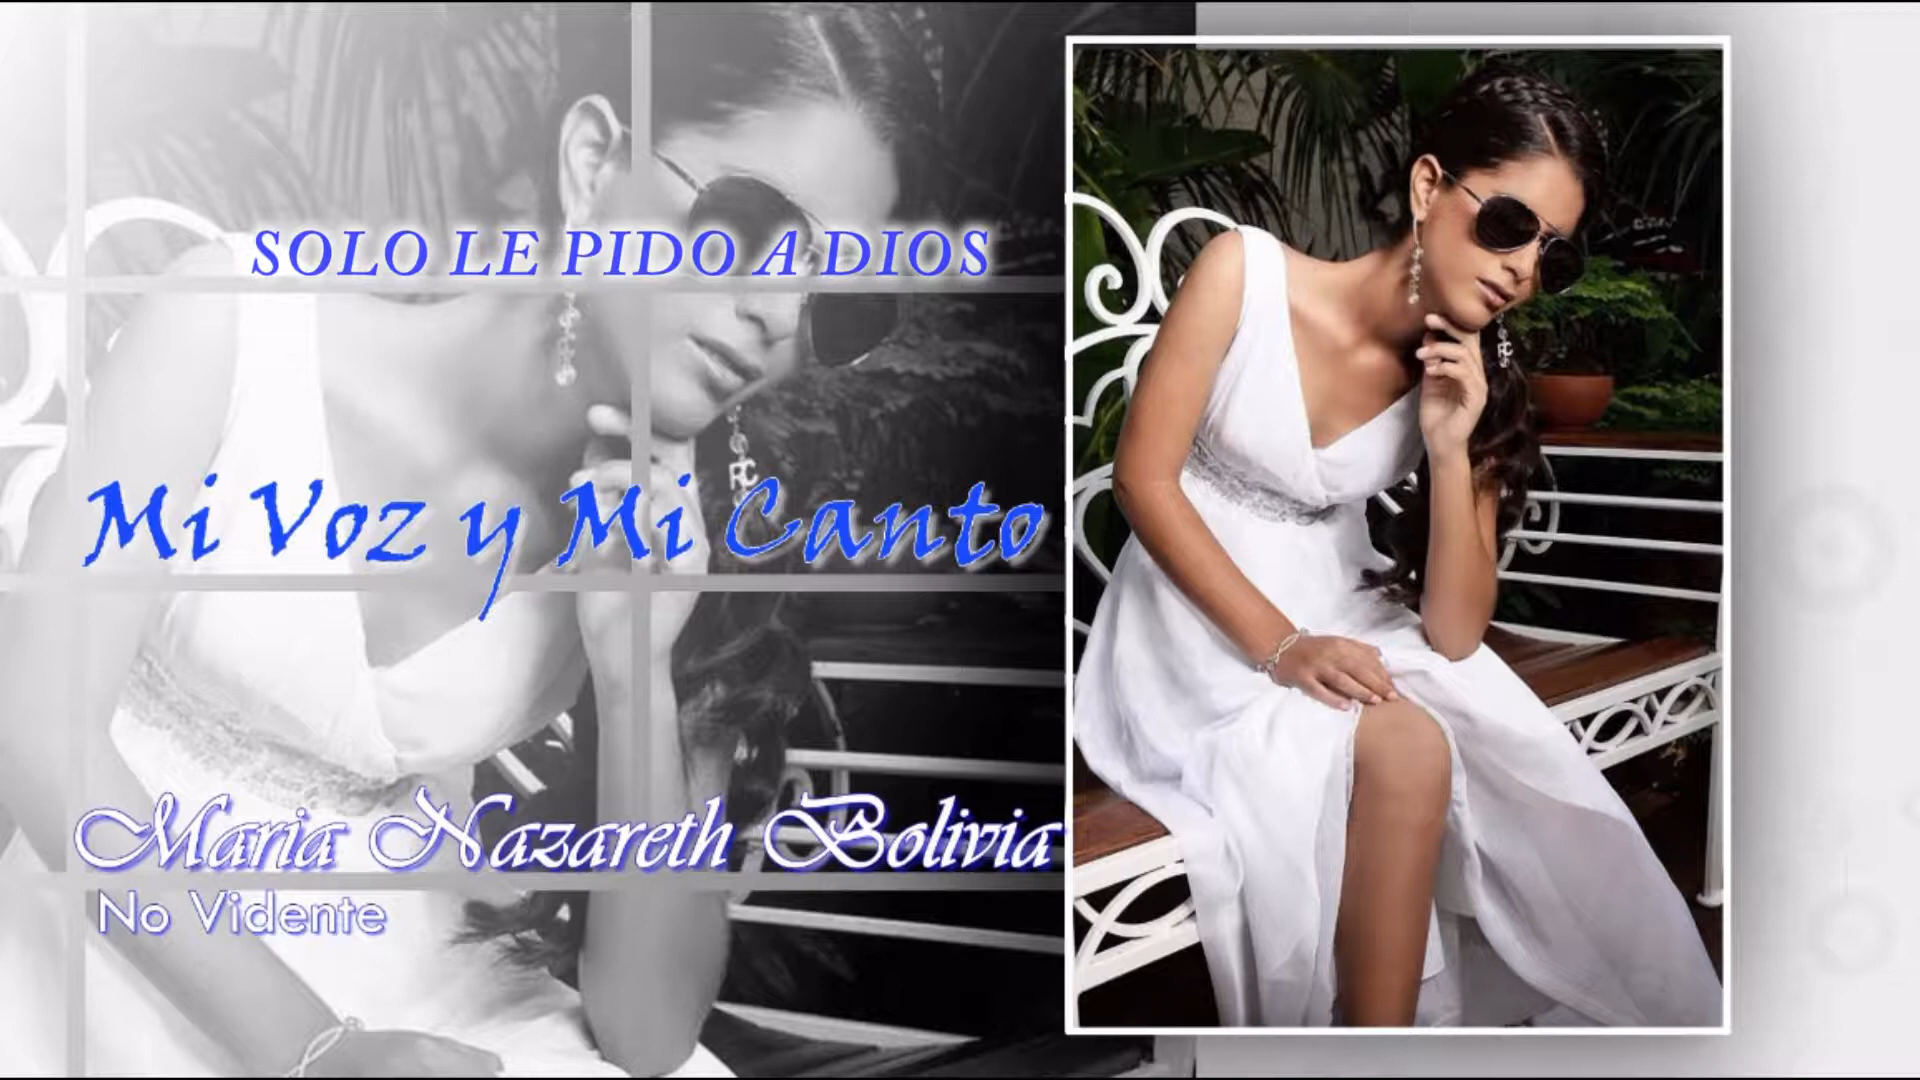 SOLO LE PIDO A DIOS
Mi Voz y Mi Canto
Maria Nazareth Bolivia
No Vidente